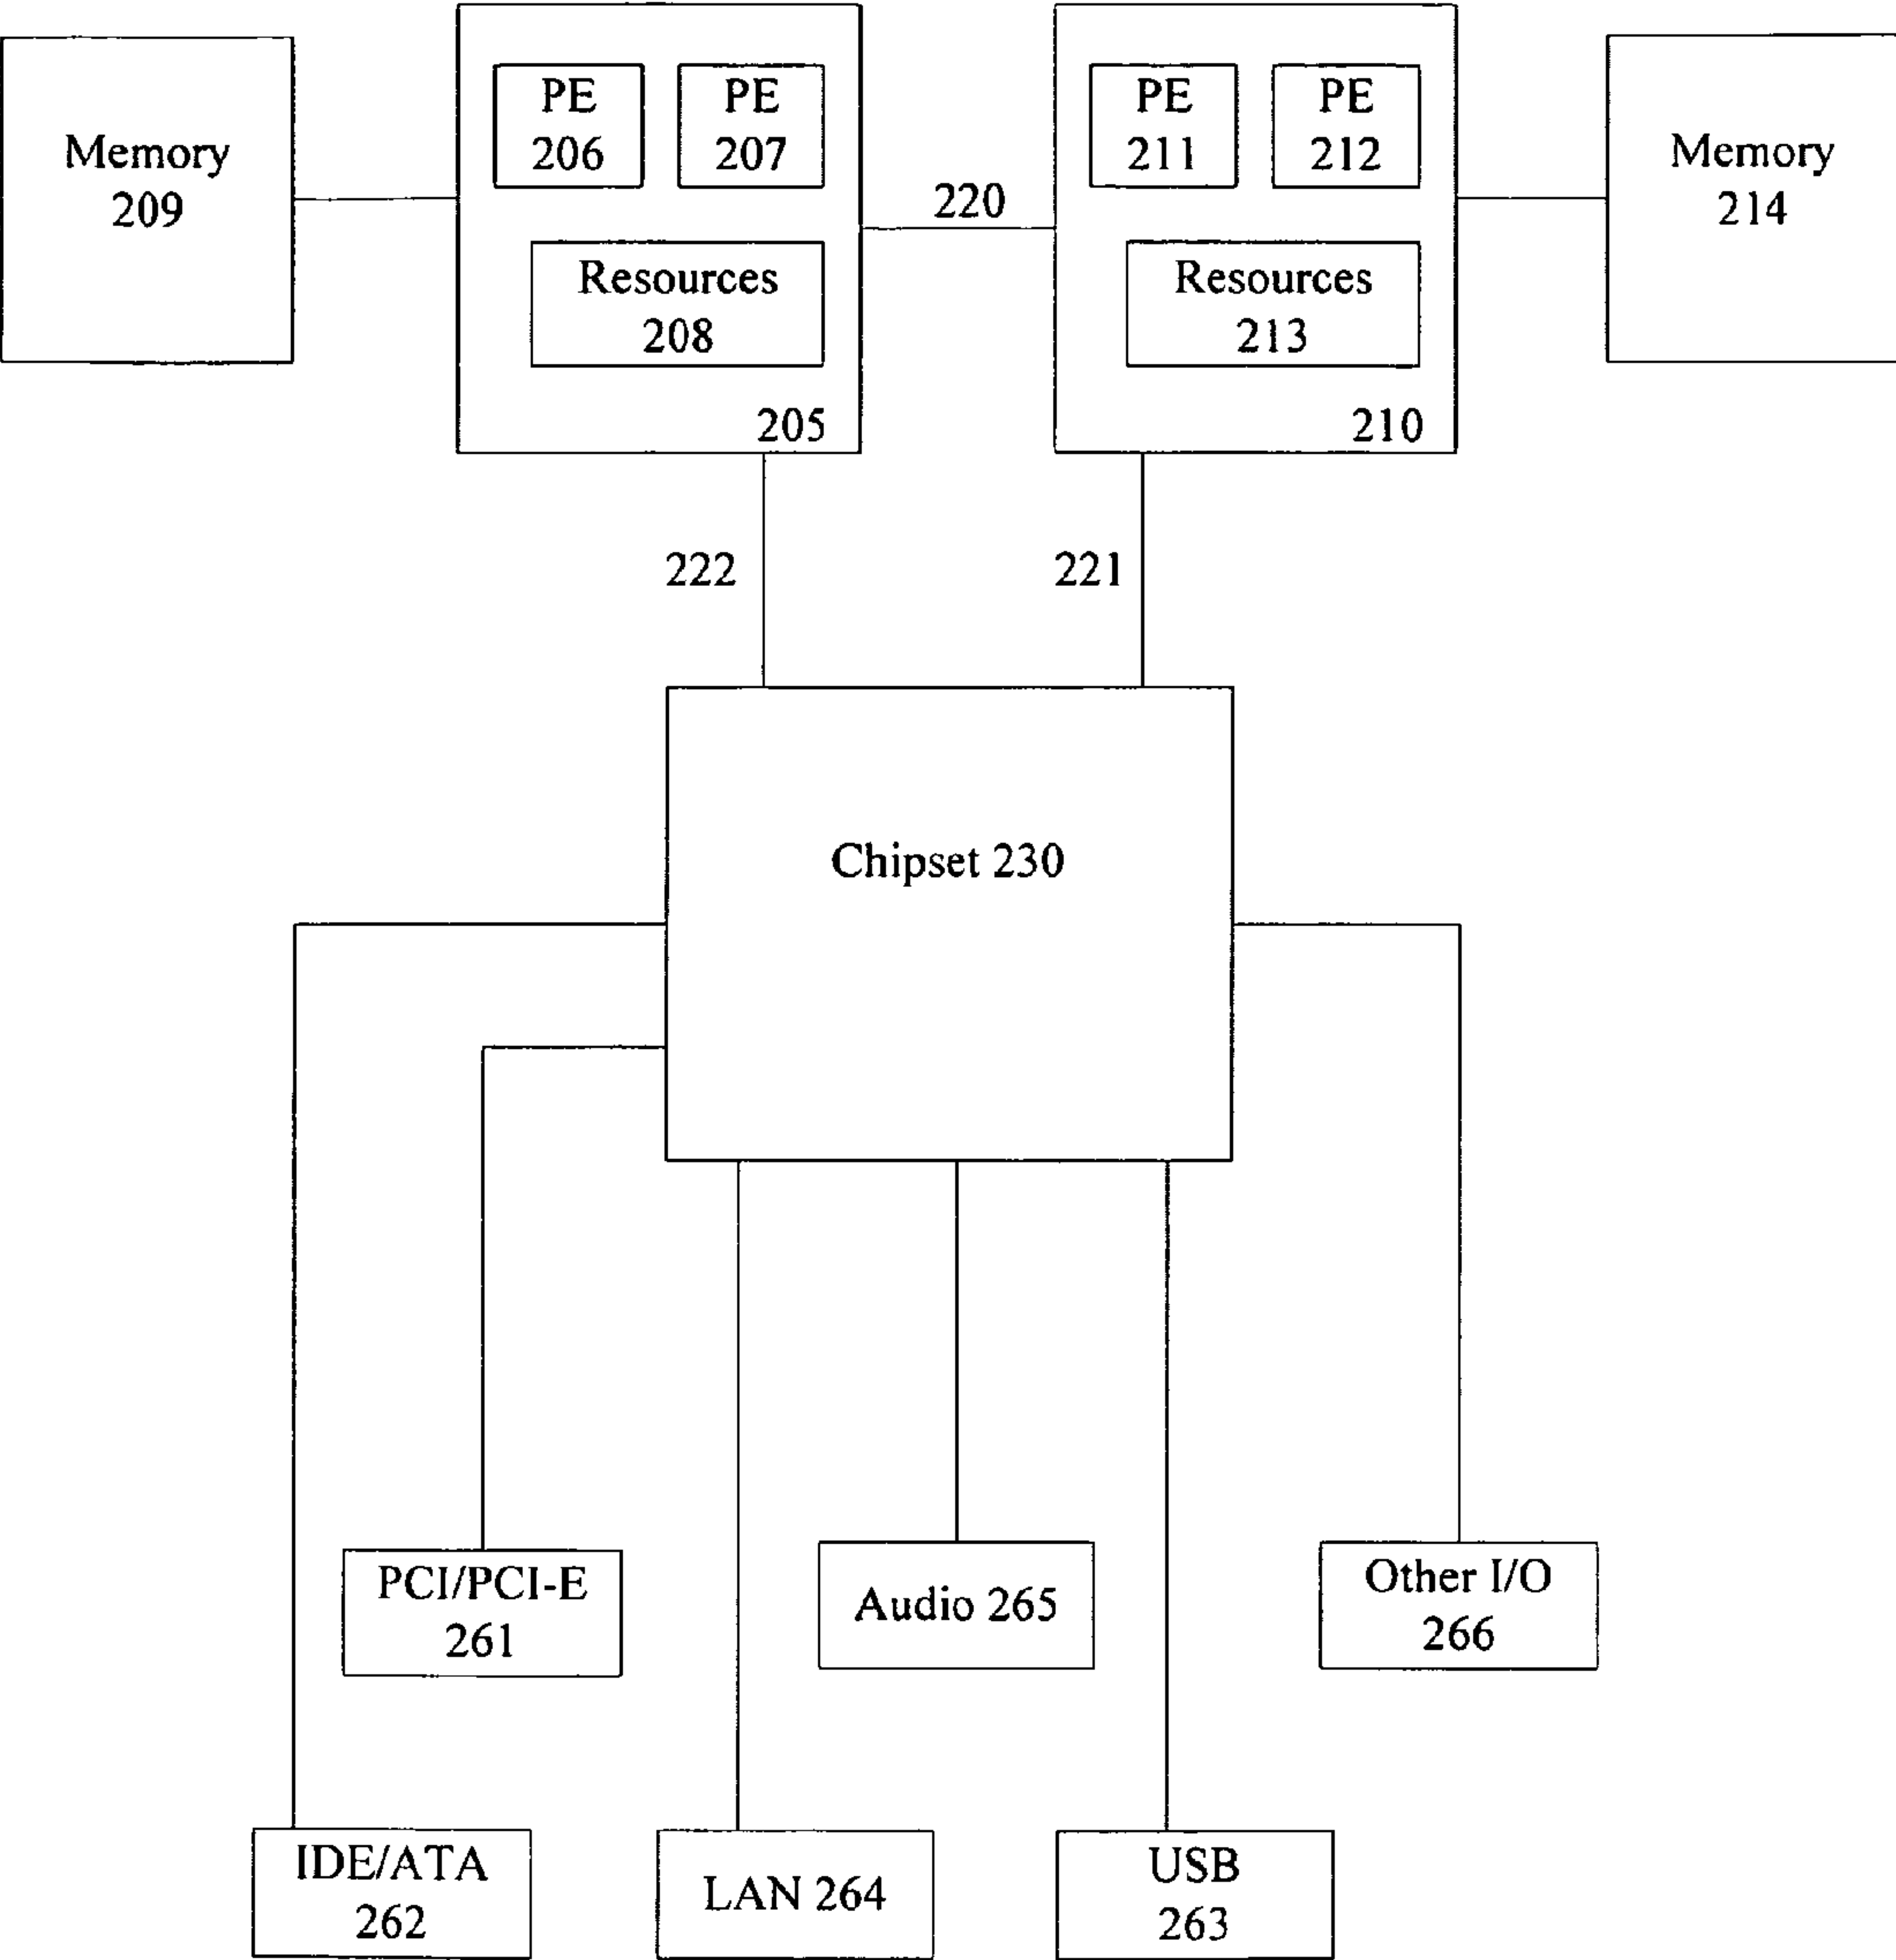 Memory
209
PE
206
PE
207
Resources
208
205
220
PE
211
PE
212
Resources
213
210
Memory
214
222
221
Chipset 230
PCI/PCI-E
261
Audio 265
Other I/O
266
IDE/ATA
262
LAN 264
USB
263